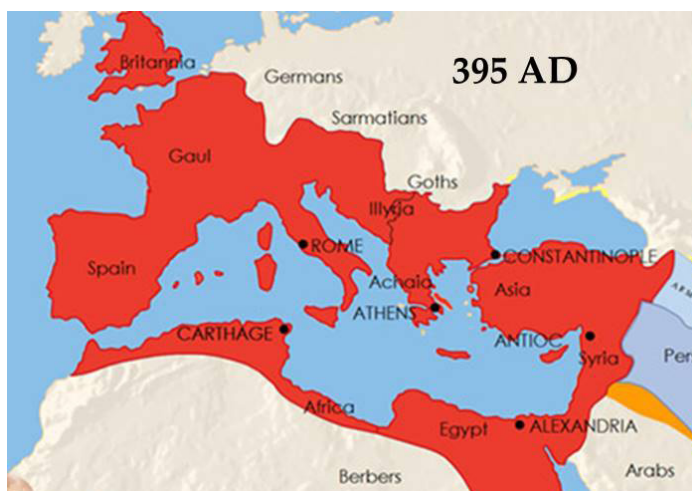 395 AD
Britannia
Germans
Sarmatians
Gaul
Goths
Illyria
ROME
CONSTANTINOPLE
Spain
Achaia
Asia
ATHENS
CARTHAGE
ANTIOC
Syria
Per
Africa
Egypt
ALEXANDRIA
Berbers
Arabs